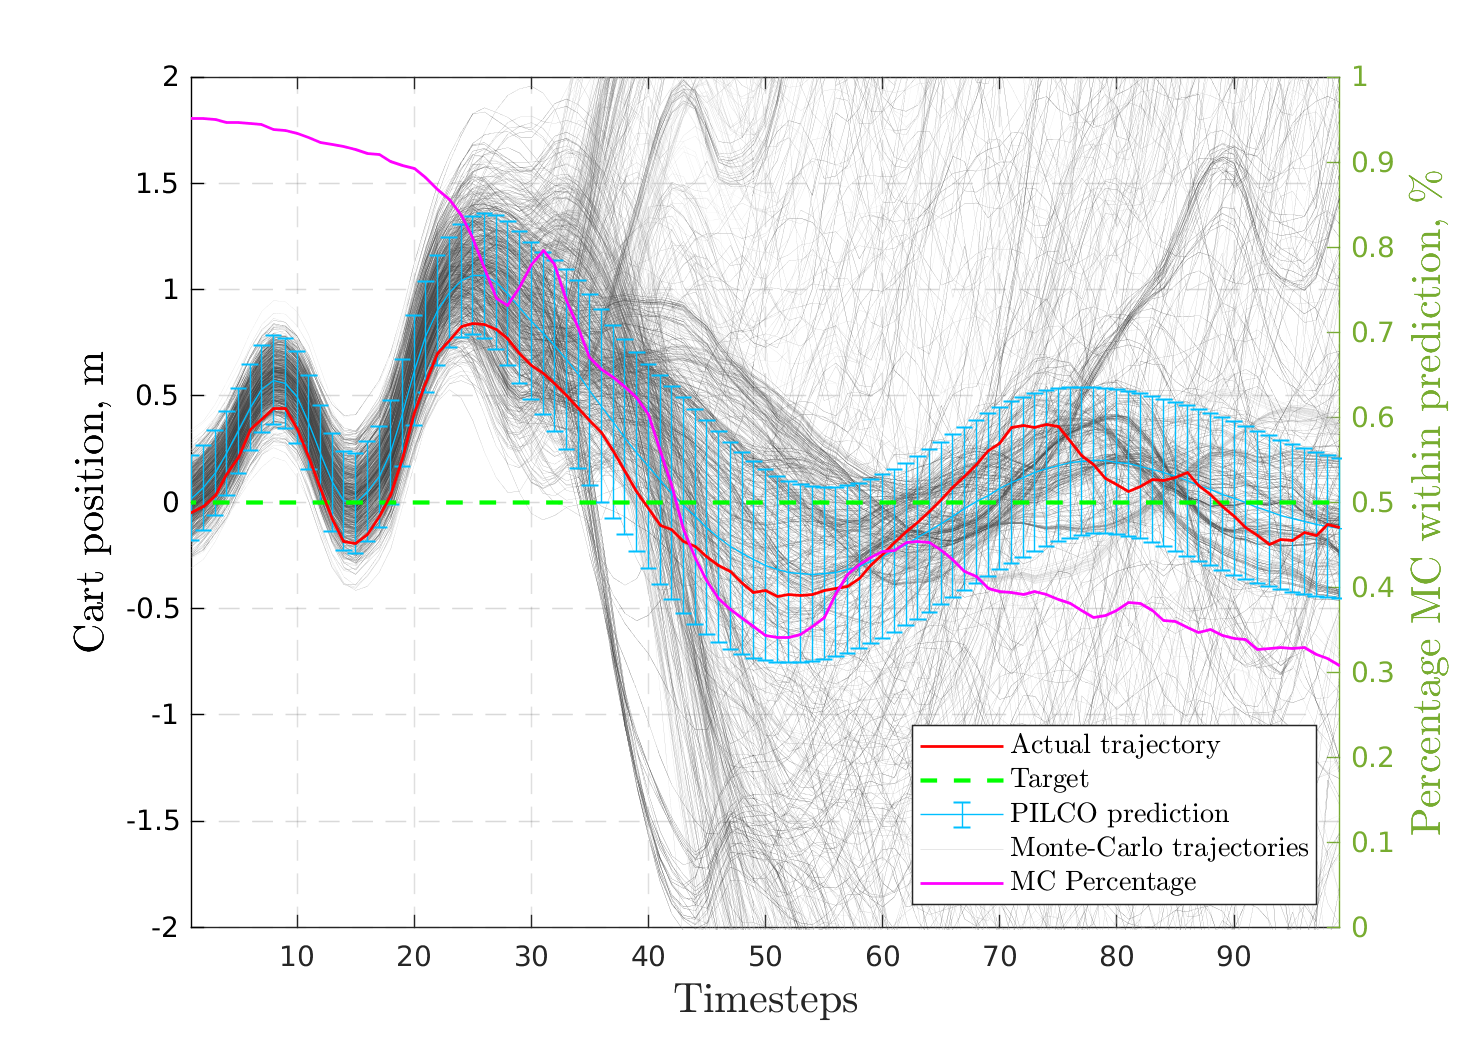 2
1.5
1
0.5
0
-0.5
-1
-1.5
-2
Cart position, m
1
0.9
0.8
0.7
0.6
0.5
0.4
0.3
0.2
0.1
0
Percentage MC within prediction, %
Actual trajectory
Target
PILCO prediction
Monte-Carlo trajectories
MC Percentage
10 20 30 40 50 60 70 80 90
Timesteps